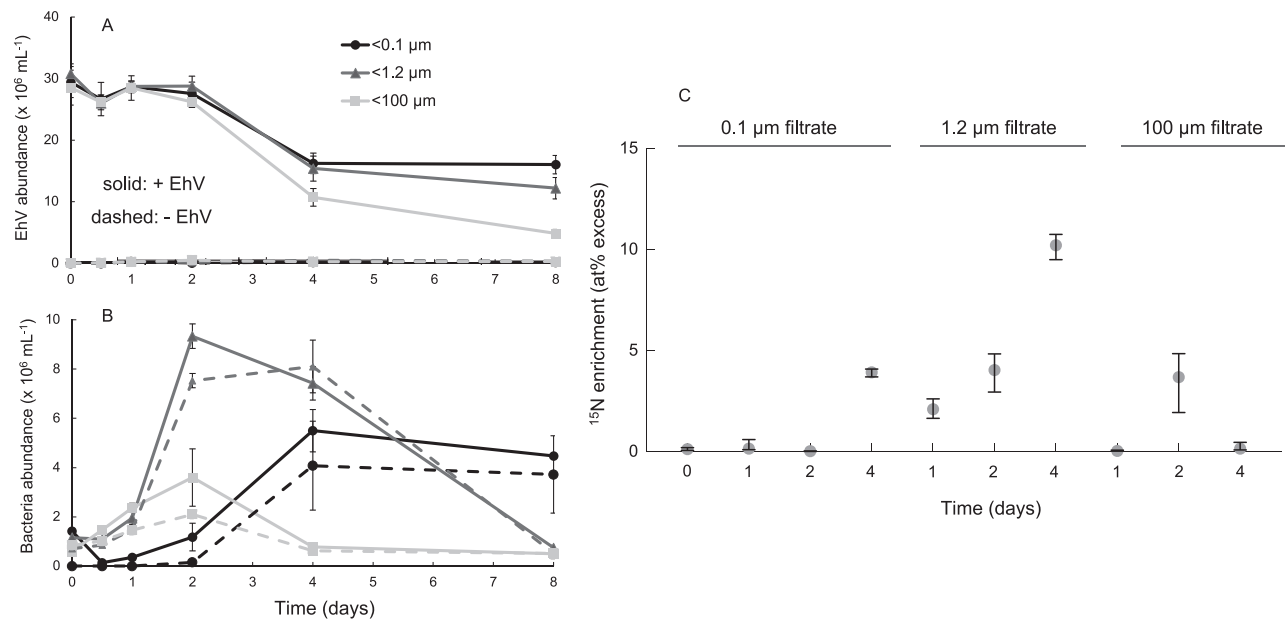 A
EhV abundance (x 10⁶ mL⁻¹)
40
30
20
10
0
<0.1 µm
<1.2 µm
<100 µm
solid: + EhV
dashed: - EhV
0 1 2 3 4 5 6 7 8
B
Bacteria abundance (x 10⁶ mL⁻¹)
10
8
6
4
2
0
0 1 2 3 4 5 6 7 8
Time (days)
C
0.1 µm filtrate 1.2 µm filtrate 100 µm filtrate
¹⁵N enrichment (at% excess)
15
10
5
0
0 1 2 4 1 2 4 1 2 4
Time (days)